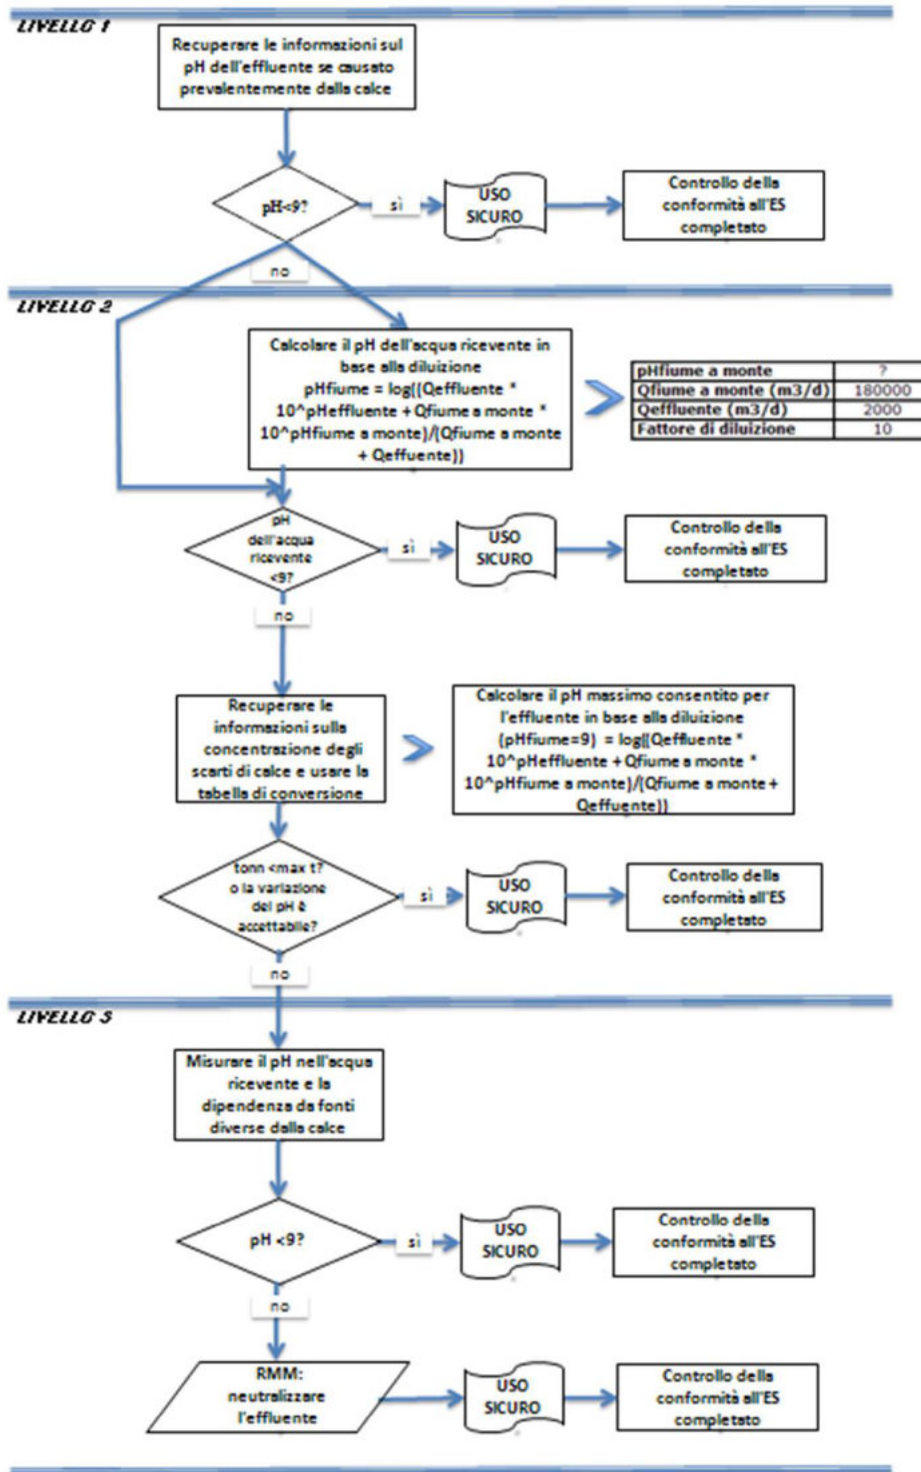 LIVELLO 1
Recuperare le informazioni sul
pH dell'effluente se causato
prevalentemente dalla calce
pH<9?
sì
USO
SICURO
Controllo della
conformità all'ES
completato
no
LIVELLO 2
Calcolare il pH dell'acqua ricevente in
base alla diluizione
pHfiume = log((Qeffluente *
10^pHeffluente + Qfiume a monte *
10^pHfiume a monte)/(Qfiume a monte
+ Qeffuente))
pHfiume a monte ?
Qfiume a monte (m3/d) 180000
Qeffluente (m3/d) 2000
Fattore di diluizione 10
pH
dell'acqua
ricevente
<9?
sì
USO
SICURO
Controllo della
conformità all'ES
completato
no
Recuperare le
informazioni sulla
concentrazione degli
scarti di calce e usare la
tabella di conversione
Calcolare il pH massimo consentito per
l'effluente in base alla diluizione
(pHfiume=9) = log((Qeffluente *
10^pHeffluente + Qfiume a monte *
10^pHfiume a monte)/(Qfiume a monte +
Qeffuente))
tonn <max t?
o la variazione
del pH è
accettabile?
sì
USO
SICURO
Controllo della
conformità all'ES
completato
no
LIVELLO 3
Misurare il pH nell'acqua
ricevente e la
dipendenza da fonti
diverse dalla calce
pH <9?
sì
USO
SICURO
Controllo della
conformità all'ES
completato
no
RMM:
neutralizzare
l'effluente
USO
SICURO
Controllo della
conformità all'ES
completato